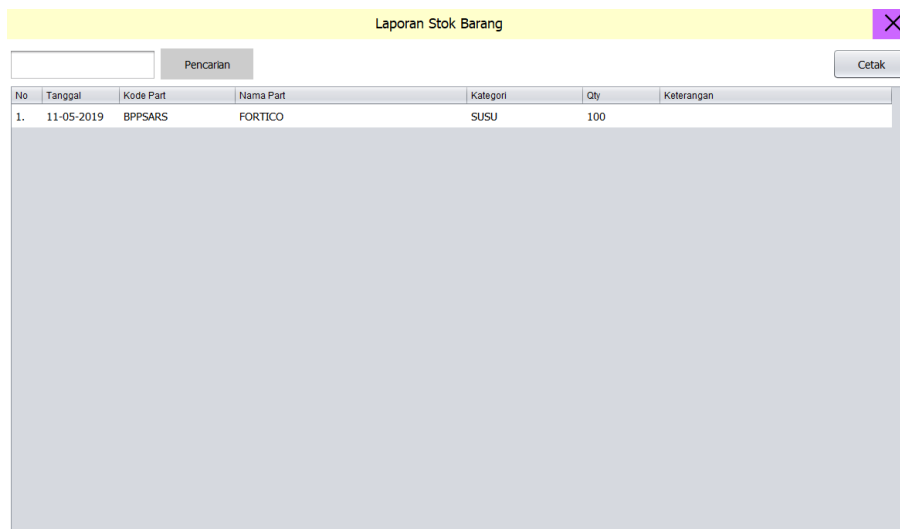 Laporan Stok Barang
Pencarian
Cetak
No Tanggal Kode Part Nama Part Kategori Qty Keterangan
1. 11-05-2019 BPPSARS FORTICO SUSU 100